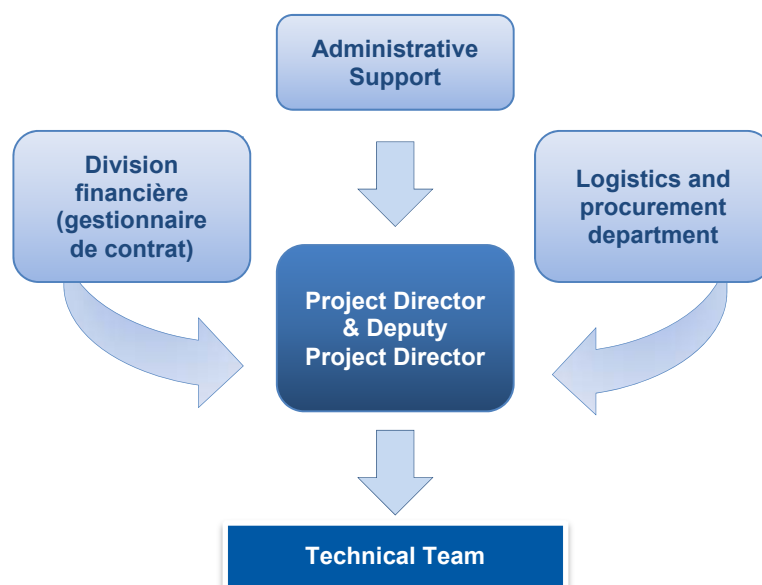 Administrative
Support
Division
financière
(gestionnaire
de contrat)
Logistics and
procurement
department
Project Director
& Deputy
Project Director
Technical Team